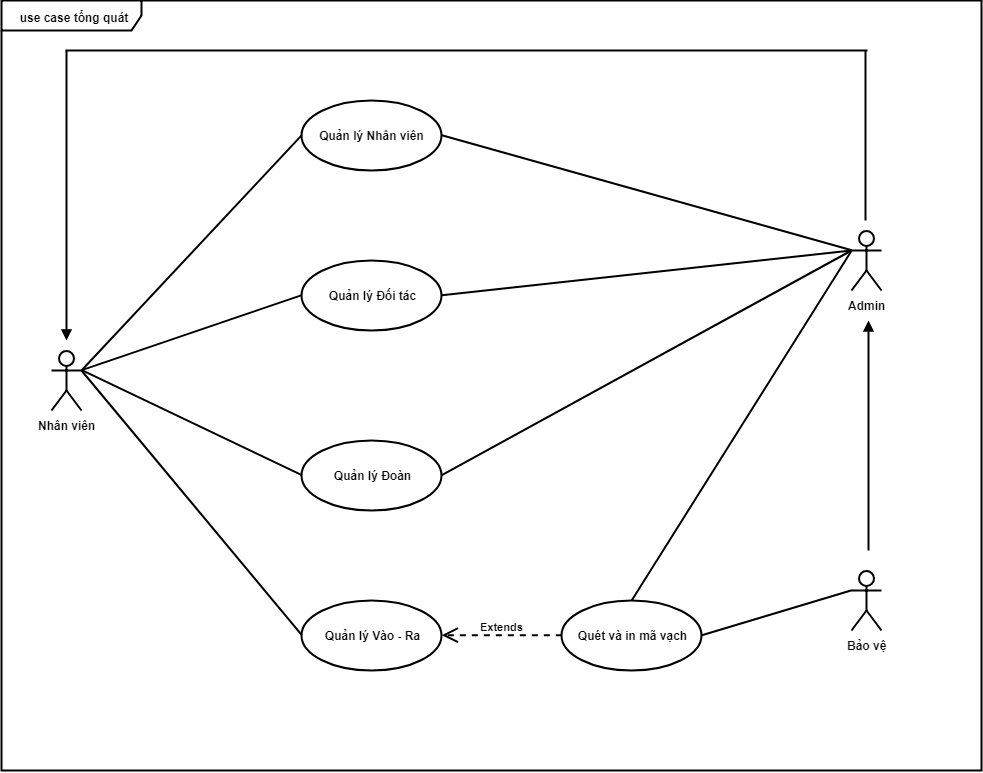 use case tổng quát
Quản lý Nhân viên
Quản lý Đối tác
Admin
Nhân viên
Quản lý Đoàn
Extends
Quản lý Vào - Ra
Quét và in mã vạch
Bảo vệ